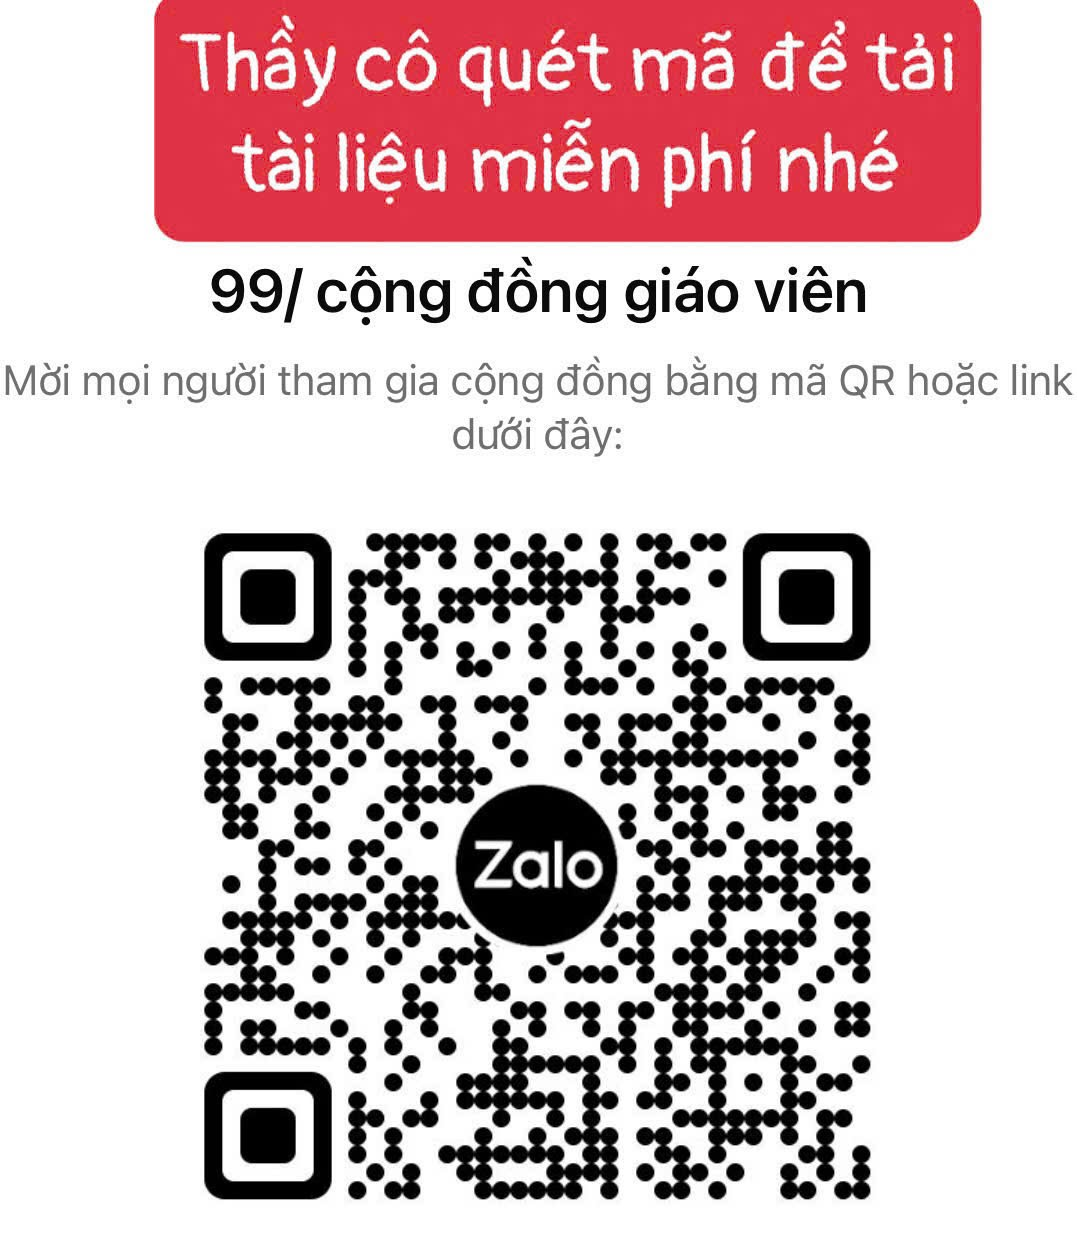 Thầy cô quét mã để tải
tài liệu miễn phí nhé
99/ cộng đồng giáo viên
Mời mọi người tham gia cộng đồng bằng mã QR hoặc link
dưới đây:
Zalo